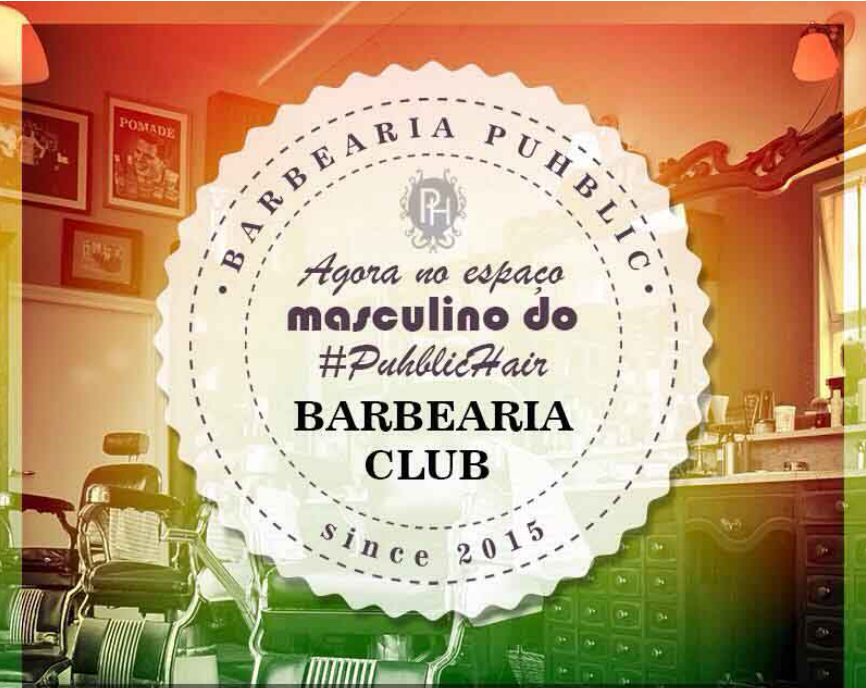 POMADE
BARBEARIA PUHBLIC
PH
Agora no espaço
masculino do
#PuhblicHair
BARBEARIA
CLUB
since 2015